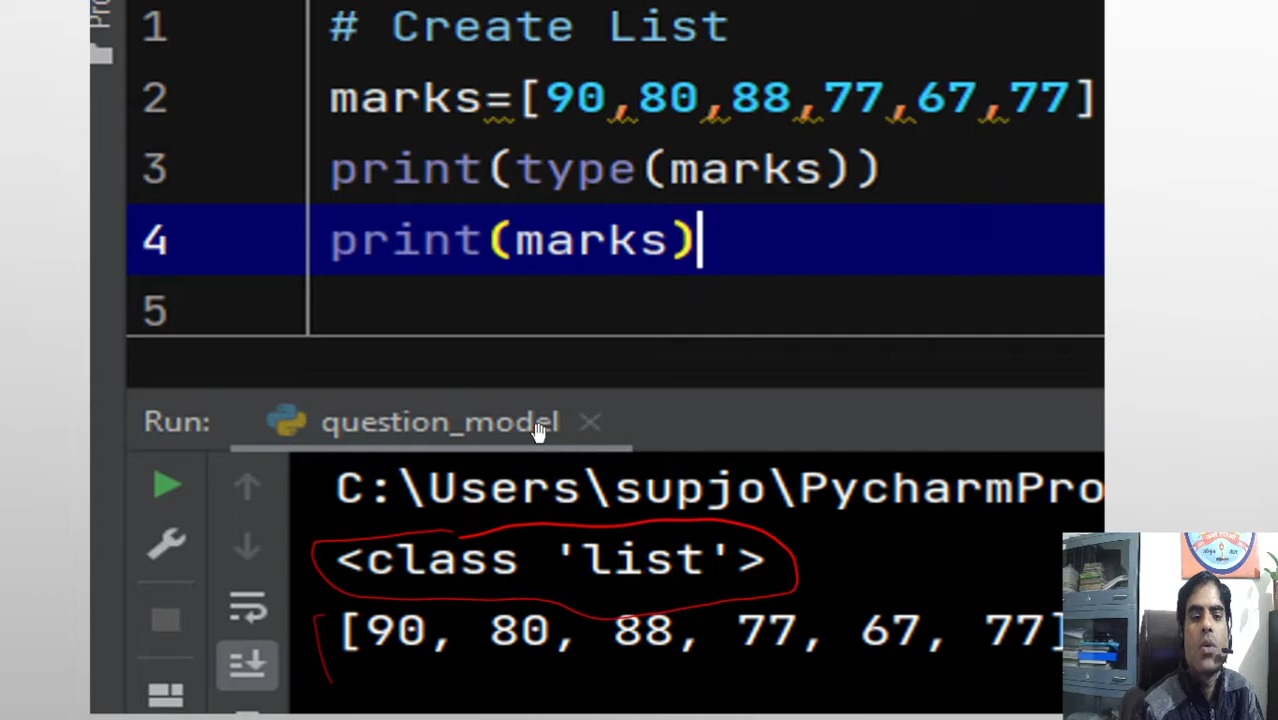 Pro
1 # Create List
2 marks=[90,80,88,77,67,77]
3 print(type(marks))
4 print(marks)
5
Run: question_model
C:\Users\supjo\PycharmPro
<class 'list'>
[90, 80, 88, 77, 67, 77]